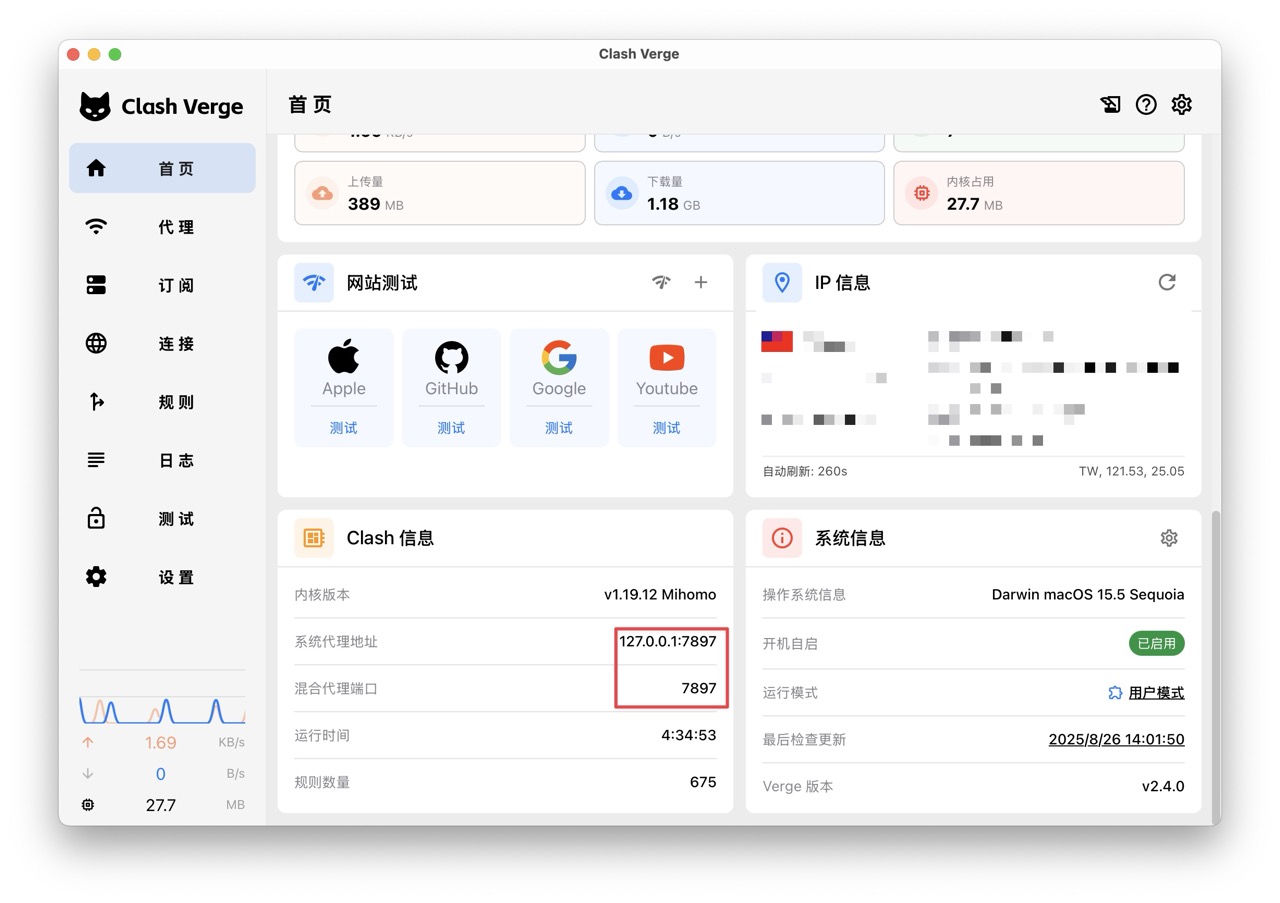 Clash Verge
Clash Verge
首页
首页
代理
订阅
连接
规则
日志
测试
设置
1.69 KB/s
0 B/s
27.7 MB
上传量
389 MB
下载量
1.18 GB
内核占用
27.7 MB
网站测试
Apple
测试
GitHub
测试
Google
测试
Youtube
测试
IP 信息
自动刷新: 260s
TW, 121.53, 25.05
Clash 信息
内核版本 v1.19.12 Mihomo
系统代理地址 127.0.0.1:7897
混合代理端口 7897
运行时间 4:34:53
规则数量 675
系统信息
操作系统信息 Darwin macOS 15.5 Sequoia
开机自启 已启用
运行模式 用户模式
最后检查更新 2025/8/26 14:01:50
Verge 版本 v2.4.0